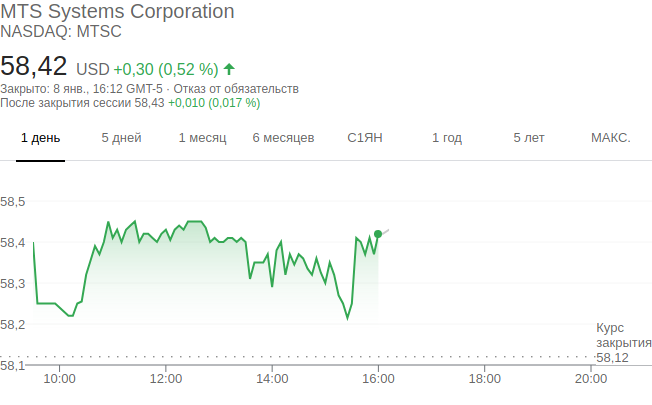 MTS Systems Corporation
NASDAQ: MTSC
58,42 USD +0,30 (0,52 %)
Закрыто: 8 янв., 16:12 GMT-5 · Отказ от обязательств
После закрытия сессии 58,43 +0,010 (0,017 %)
1 день 5 дней 1 месяц 6 месяцев С1ЯН 1 год 5 лет МАКС.
58,5
58,4
58,3
58,2
Курс
закрытия
58,12
58,1
10:00 12:00 14:00 16:00 18:00 20:00